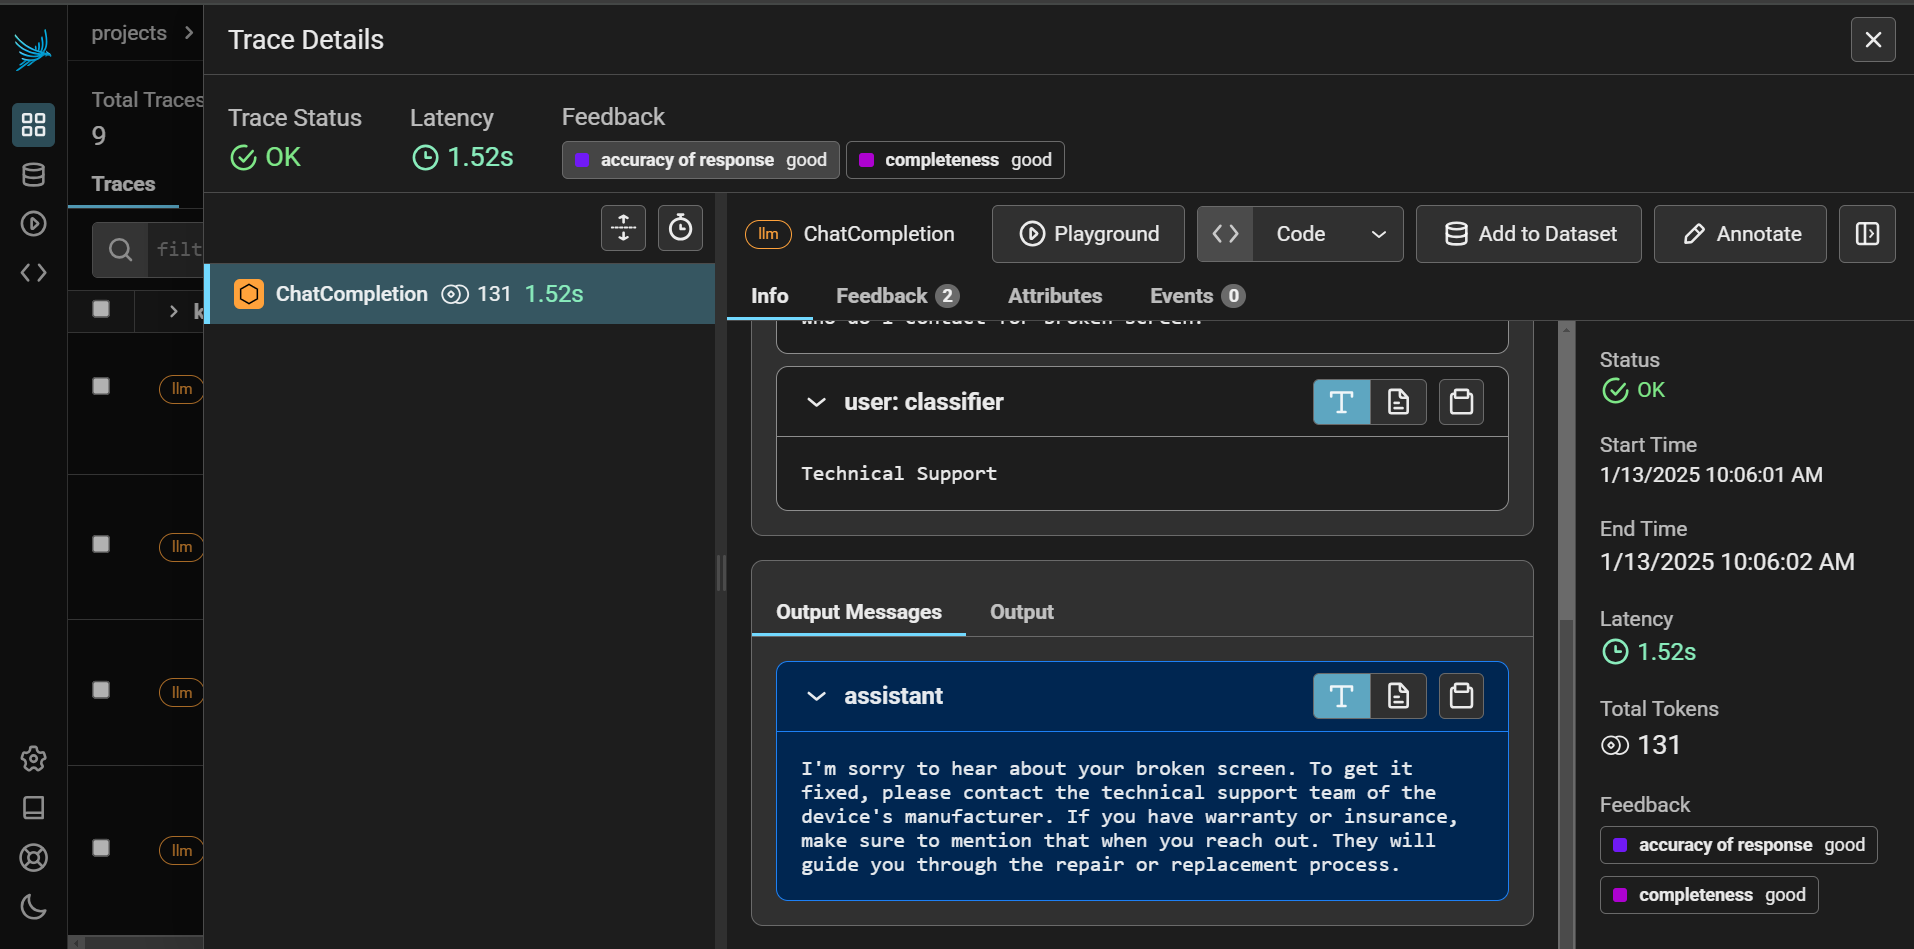 projects
Trace Details
Total Traces
9
Traces
filt
k
llm
llm
llm
llm
Trace Status
OK
Latency
1.52s
Feedback
accuracy of response good
completeness good
ChatCompletion 131 1.52s
llm ChatCompletion
Playground
Code
Add to Dataset
Annotate
Info
Feedback 2
Attributes
Events 0
who do i contact for broken screen.
user: classifier
Technical Support
Output Messages
Output
assistant
I'm sorry to hear about your broken screen. To get it
fixed, please contact the technical support team of the
device's manufacturer. If you have warranty or insurance,
make sure to mention that when you reach out. They will
guide you through the repair or replacement process.
Status
OK
Start Time
1/13/2025 10:06:01 AM
End Time
1/13/2025 10:06:02 AM
Latency
1.52s
Total Tokens
131
Feedback
accuracy of response good
completeness good